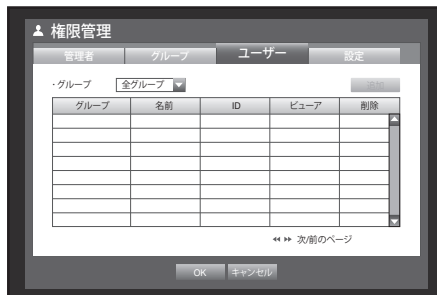 権限管理
管理者 グループ ユーザー 設定
・グループ 全グループ 追加
グループ 名前 ID ビューア 削除
次/前のページ
OK キャンセル